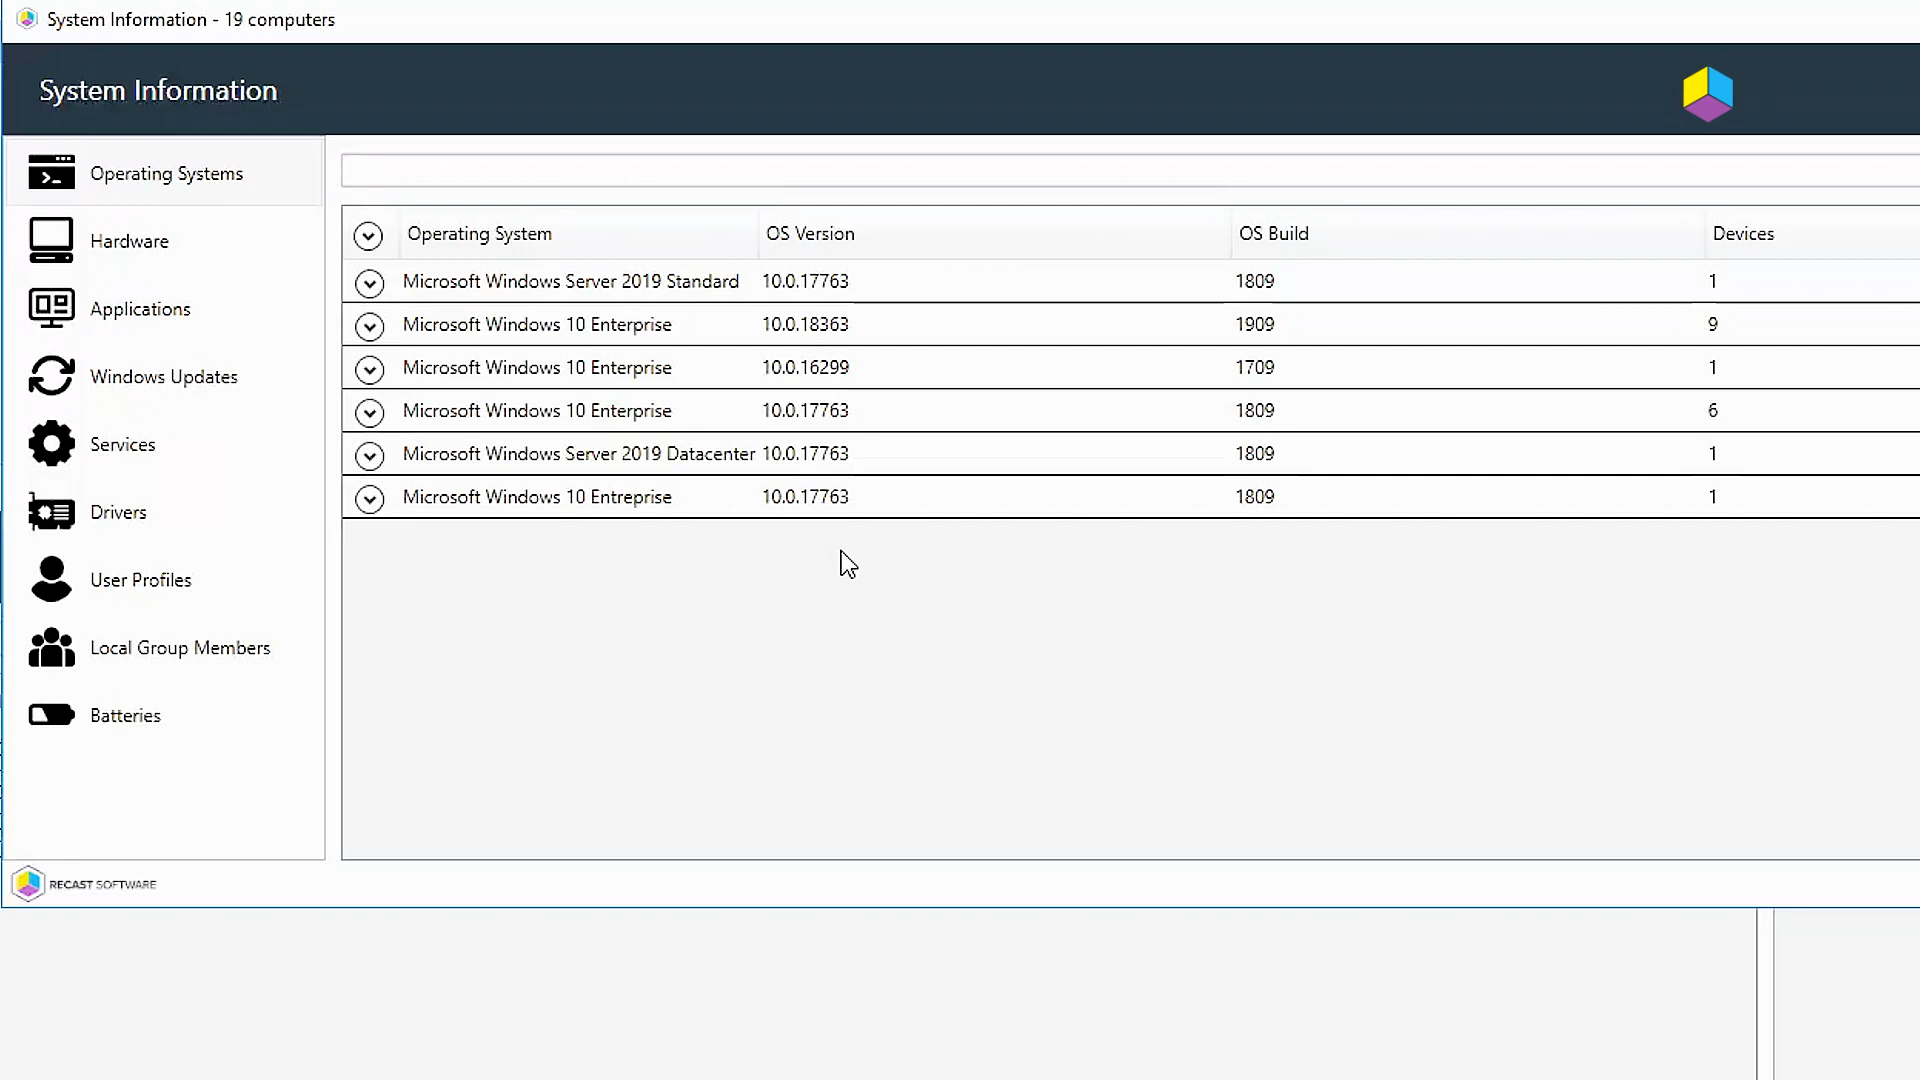 System Information - 19 computers
System Information
Operating Systems
Hardware
Applications
Windows Updates
Services
Drivers
User Profiles
Local Group Members
Batteries
Operating System OS Version OS Build Devices
Microsoft Windows Server 2019 Standard 10.0.17763 1809 1
Microsoft Windows 10 Enterprise 10.0.18363 1909 9
Microsoft Windows 10 Enterprise 10.0.16299 1709 1
Microsoft Windows 10 Enterprise 10.0.17763 1809 6
Microsoft Windows Server 2019 Datacenter 10.0.17763 1809 1
Microsoft Windows 10 Entreprise 10.0.17763 1809 1
RECAST SOFTWARE